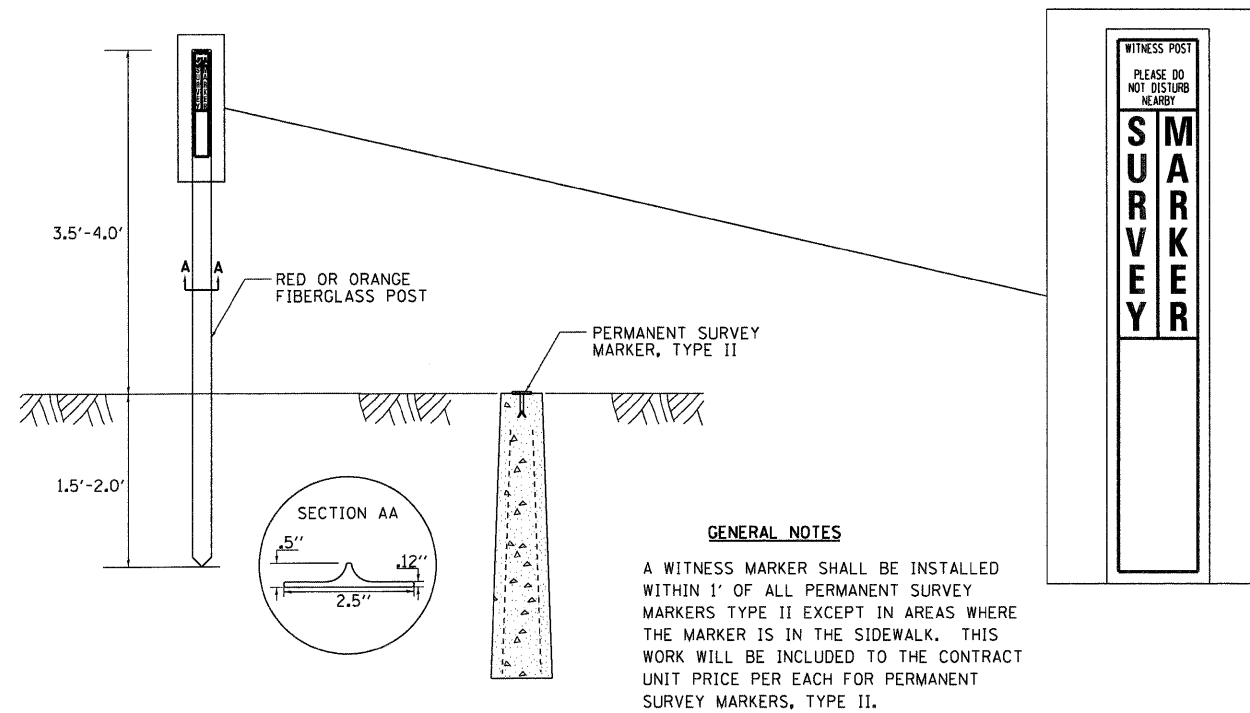 3.5'-4.0'
A A
RED OR ORANGE
FIBERGLASS POST
PERMANENT SURVEY
MARKER, TYPE II
1.5'-2.0'
SECTION AA
.5''
.12''
2.5''
WITNESS POST
PLEASE DO
NOT DISTURB
NEARBY
SURVEY
MARKER
GENERAL NOTES
A WITNESS MARKER SHALL BE INSTALLED
WITHIN 1' OF ALL PERMANENT SURVEY
MARKERS TYPE II EXCEPT IN AREAS WHERE
THE MARKER IS IN THE SIDEWALK. THIS
WORK WILL BE INCLUDED TO THE CONTRACT
UNIT PRICE PER EACH FOR PERMANENT
SURVEY MARKERS, TYPE II.